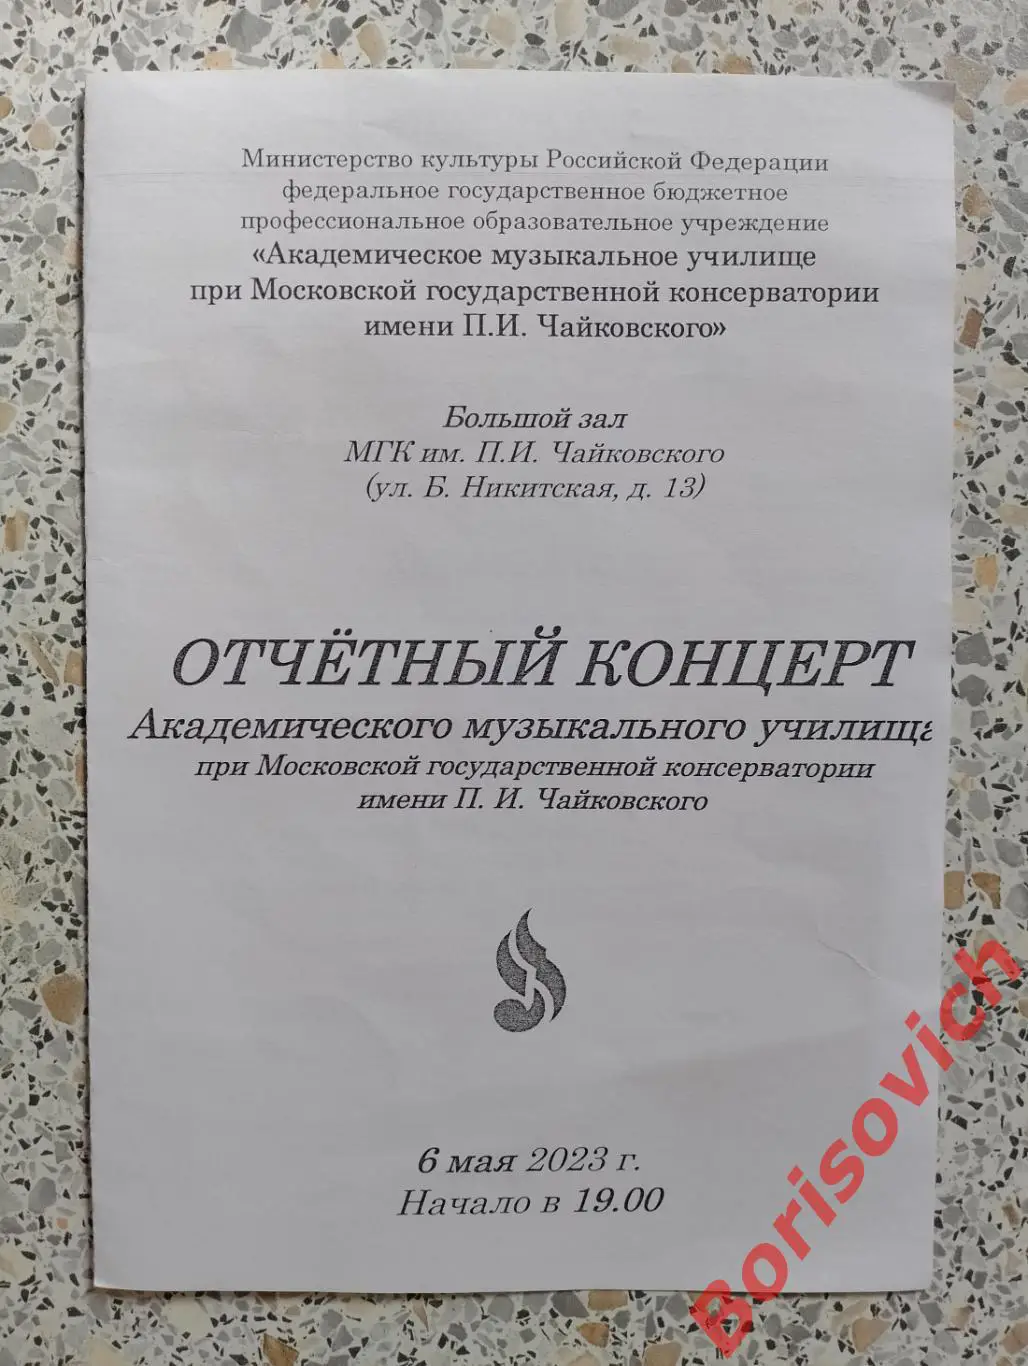 Министерство культуры Российской Федерации
федеральное государственное бюджетное
профессиональное образовательное учреждение
«Академическое музыкальное училище
при Московской государственной консерватории
имени П.И. Чайковского»
Большой зал
МГК им. П.И. Чайковского
(ул. Б. Никитская, д. 13)
ОТЧЁТНЫЙ КОНЦЕРТ
Академического музыкального училища
при Московской государственной консерватории
имени П. И. Чайковского
6 мая 2023 г.
Начало в 19.00
Borisovich